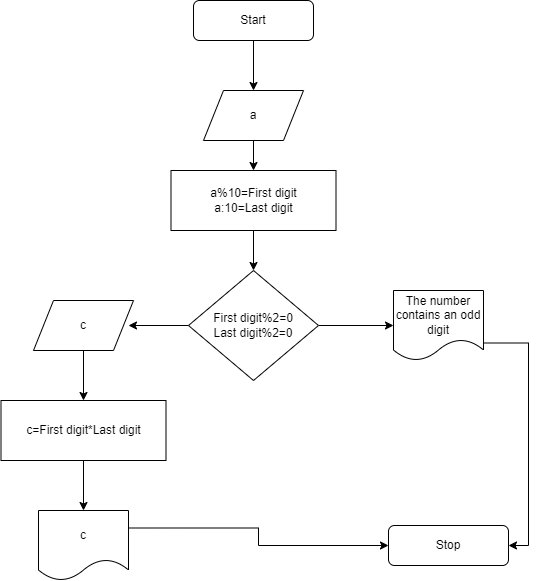 Start
a
a%10=First digit
a:10=Last digit
First digit%2=0
Last digit%2=0
c
The number
contains an odd
digit
c=First digit*Last digit
c
Stop